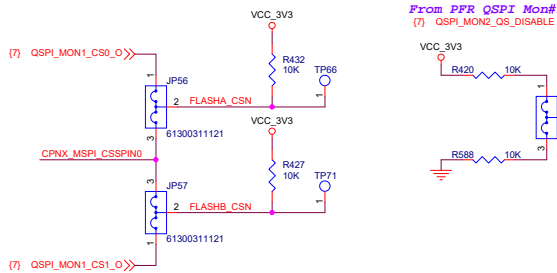 From PFR QSPI Mon#
{7} QSPI_MON2_QS_DISABLE
VCC_3V3
{7} QSPI_MON1_CS0_O
R432
10K
TP66
1
VCC_3V3
1
JP56
2
FLASHA_CSN
R420
10K
1
3
61300311121
VCC_3V3
CPNX_MSPI_CSSPIN0
R427
10K
TP71
1
3
R588
10K
3
JP57
2
FLASHB_CSN
1
61300311121
{7} QSPI_MON1_CS1_O